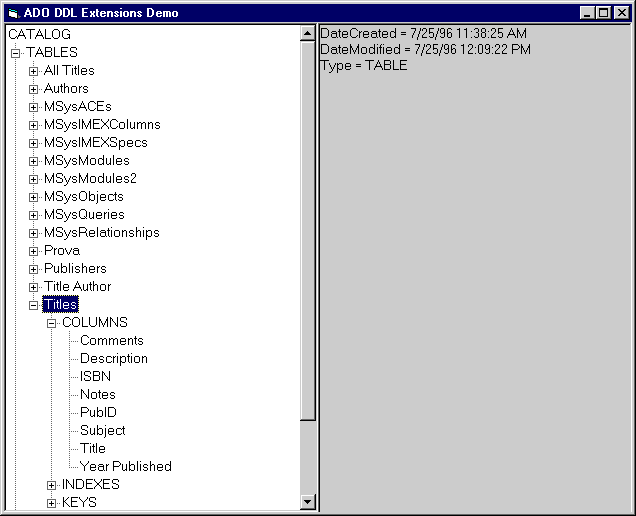 ADO DDL Extensions Demo
CATALOG
TABLES
All Titles
Authors
MSysACEs
MSysIMEXColumns
MSysIMEXSpecs
MSysModules
MSysModules2
MSysObjects
MSysQueries
MSysRelationships
Prova
Publishers
Title Author
Titles
COLUMNS
Comments
Description
ISBN
Notes
PubID
Subject
Title
Year Published
INDEXES
KEYS
DateCreated = 7/25/96 11:38:25 AM
DateModified = 7/25/96 12:09:22 PM
Type = TABLE